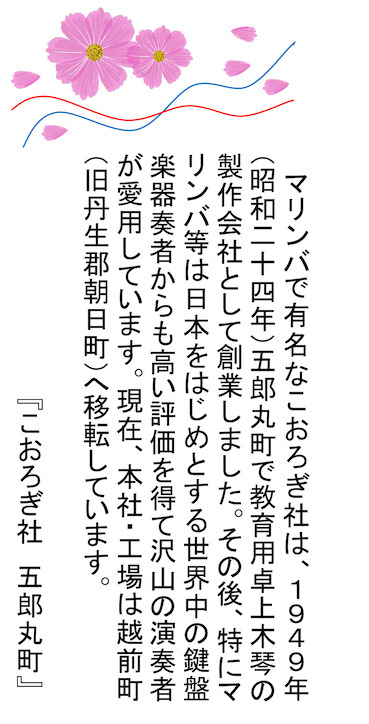 マリンバで有名なこおろぎ社は、１９４９年
（昭和二十四年）五郎丸町で教育用卓上木琴の
製作会社として創業しました。その後、特にマ
リンバ等は日本をはじめとする世界中の鍵盤
楽器奏者からも高い評価を得て沢山の演奏者
が愛用しています。現在、本社・工場は越前町
（旧丹生郡朝日町）へ移転しています。
『こおろぎ社　五郎丸町』